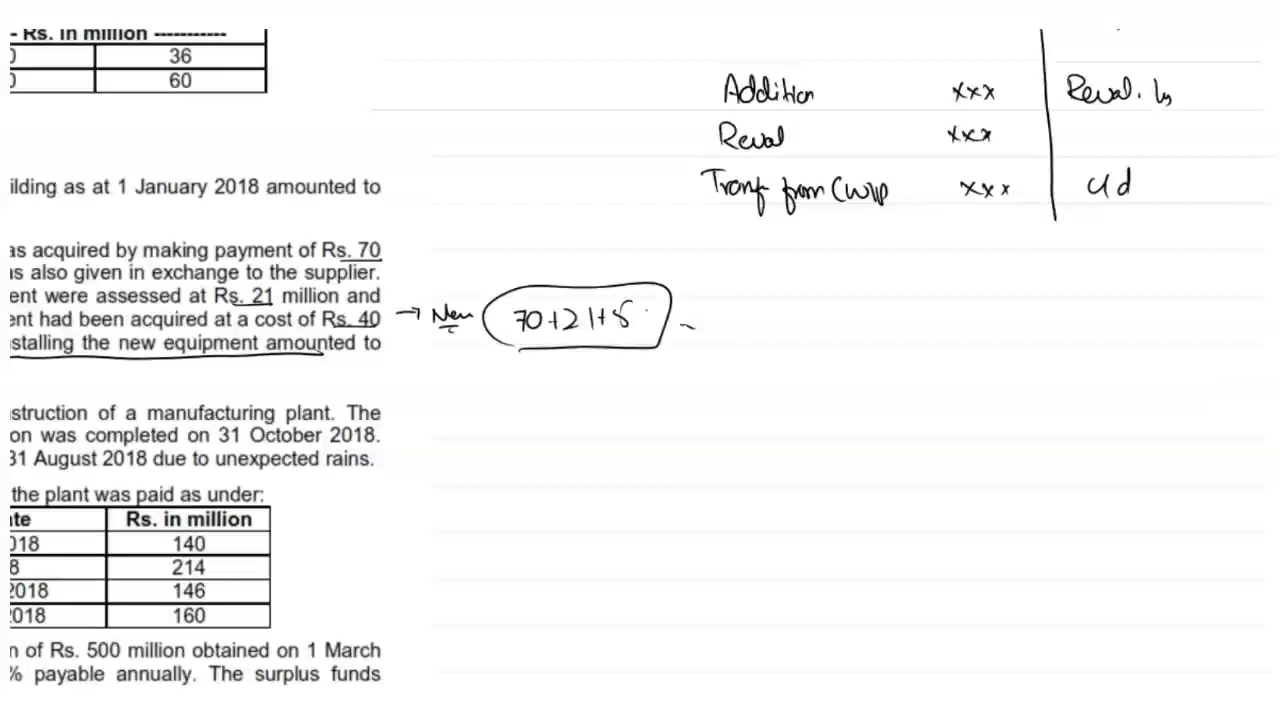 - Rs. in million -----------
0 36
0 60
ilding as at 1 January 2018 amounted to
as acquired by making payment of Rs. 70
as also given in exchange to the supplier.
ent were assessed at Rs. 21 million and
ent had been acquired at a cost of Rs. 40
stalling the new equipment amounted to
struction of a manufacturing plant. The
on was completed on 31 October 2018.
31 August 2018 due to unexpected rains.
the plant was paid as under:
te Rs. in million
018 140
8 214
2018 146
018 160
n of Rs. 500 million obtained on 1 March
% payable annually. The surplus funds
Addition xxx Reval.
Reval xxx
Tranf from CWIP xxx c/d
→ New 70+21+5